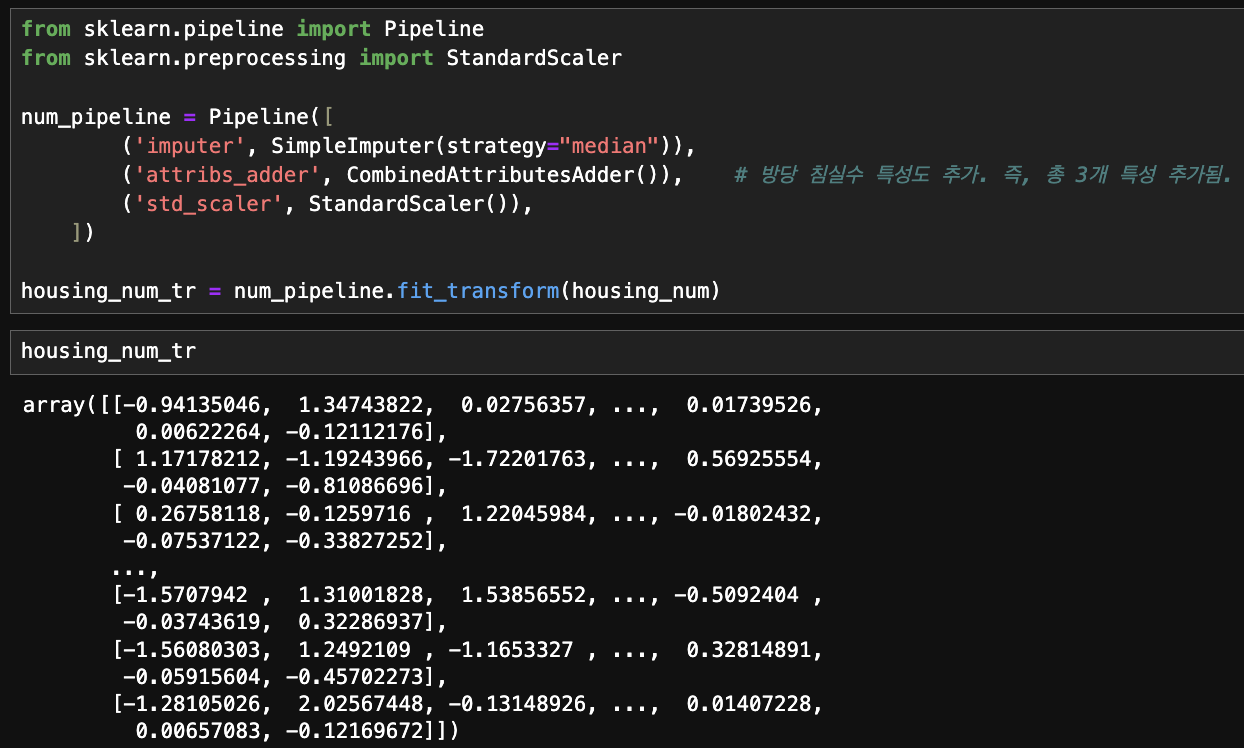 from sklearn.pipeline import Pipeline
from sklearn.preprocessing import StandardScaler
num_pipeline = Pipeline([
        ('imputer', SimpleImputer(strategy="median")),
        ('attribs_adder', CombinedAttributesAdder()),    # 방당 침실수 특성도 추가. 즉, 총 3개 특성 추가됨.
        ('std_scaler', StandardScaler()),
    ])
housing_num_tr = num_pipeline.fit_transform(housing_num)
housing_num_tr
array([[-0.94135046,  1.34743822,  0.02756357, ...,  0.01739526,
         0.00622264, -0.12112176],
       [ 1.17178212, -1.19243966, -1.72201763, ...,  0.56925554,
        -0.04081077, -0.81086696],
       [ 0.26758118, -0.1259716 ,  1.22045984, ..., -0.01802432,
        -0.07537122, -0.33827252],
       ...,
       [-1.5707942 ,  1.31001828,  1.53856552, ..., -0.5092404 ,
        -0.03743619,  0.32286937],
       [-1.56080303,  1.2492109 , -1.1653327 , ...,  0.32814891,
        -0.05915604, -0.45702273],
       [-1.28105026,  2.02567448, -0.13148926, ...,  0.01407228,
         0.00657083, -0.12169672]])